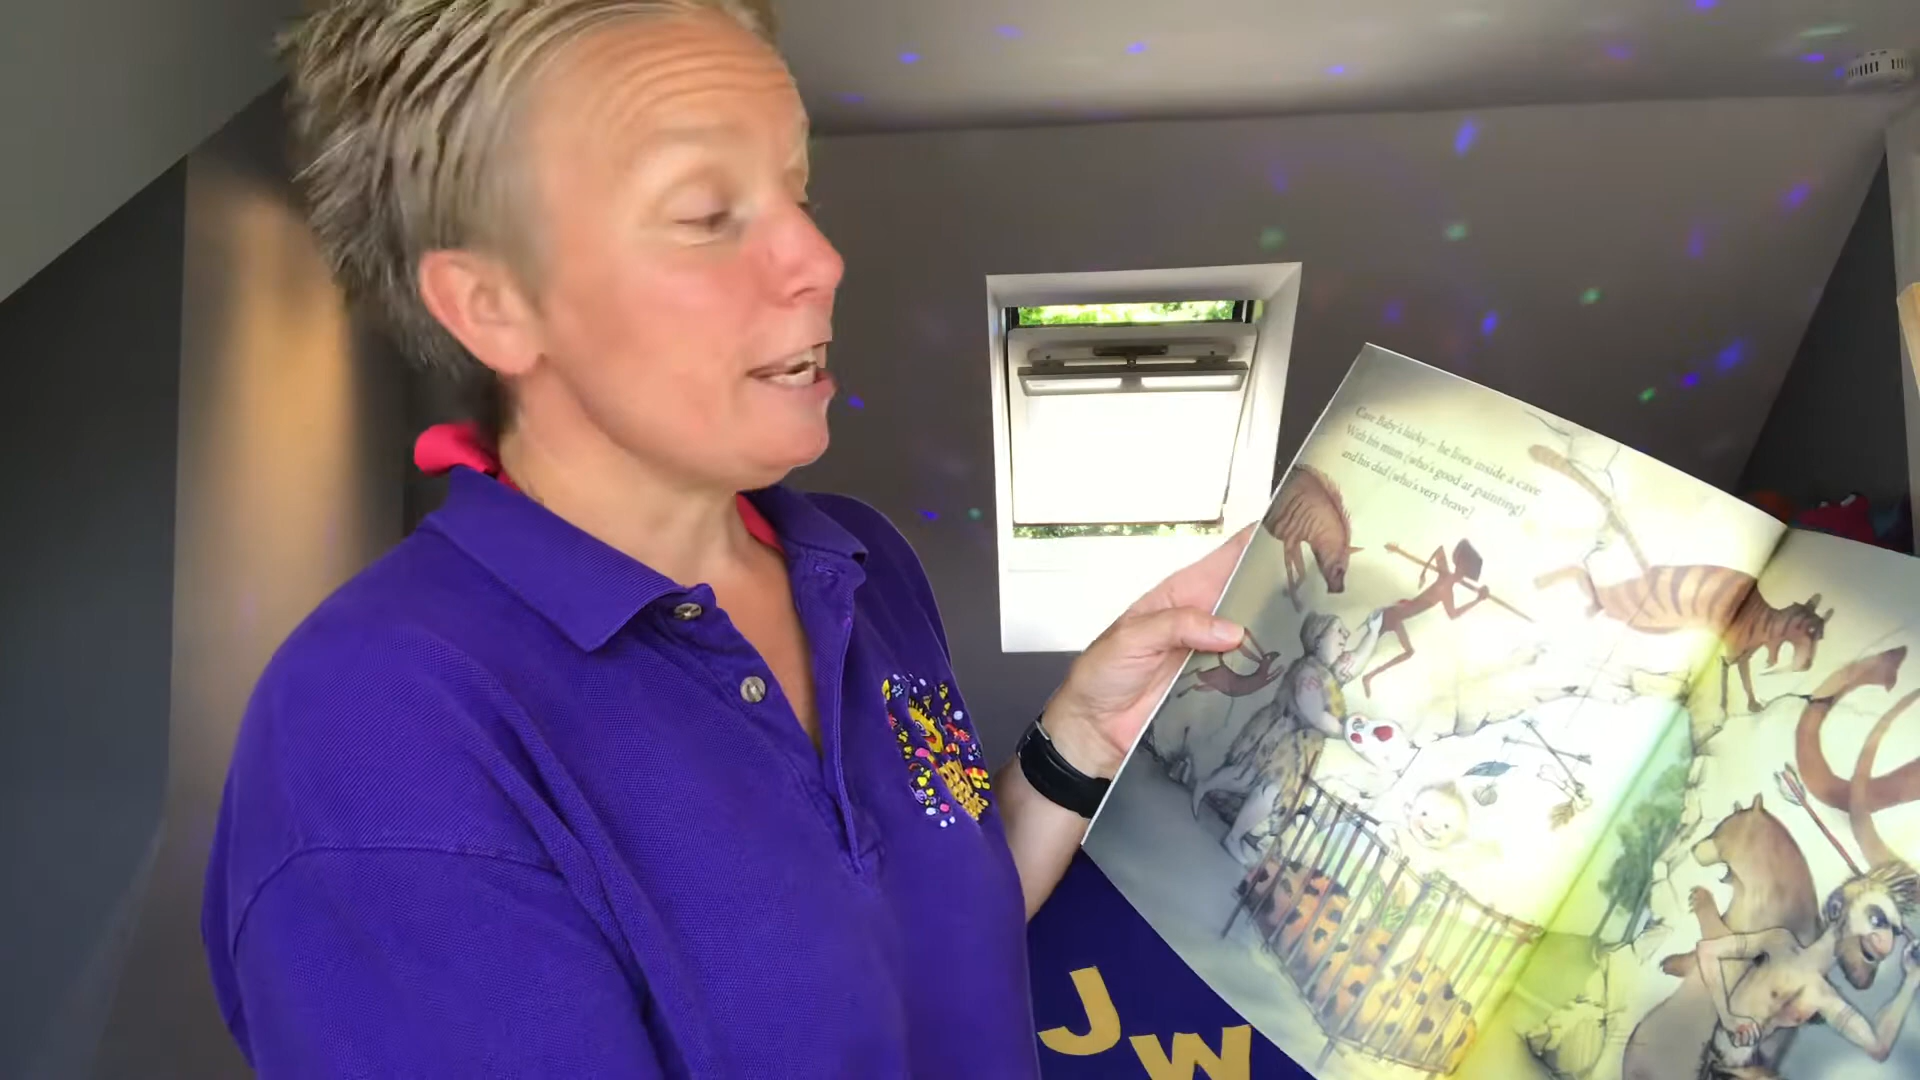 Cave Baby's lucky – he lives inside a cave
With his mum (who's good at painting)
and his dad (who's very brave)
J
W